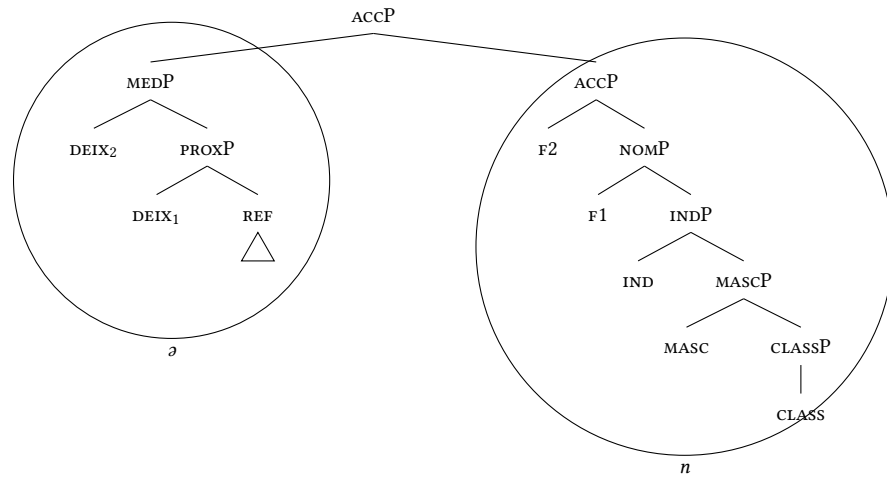 ACCP
MEDP ACCP
DEIX₂ PROXP F2 NOMP
DEIX₁ REF F1 INDP
IND MASCP
ə MASC CLASSP
CLASS
n